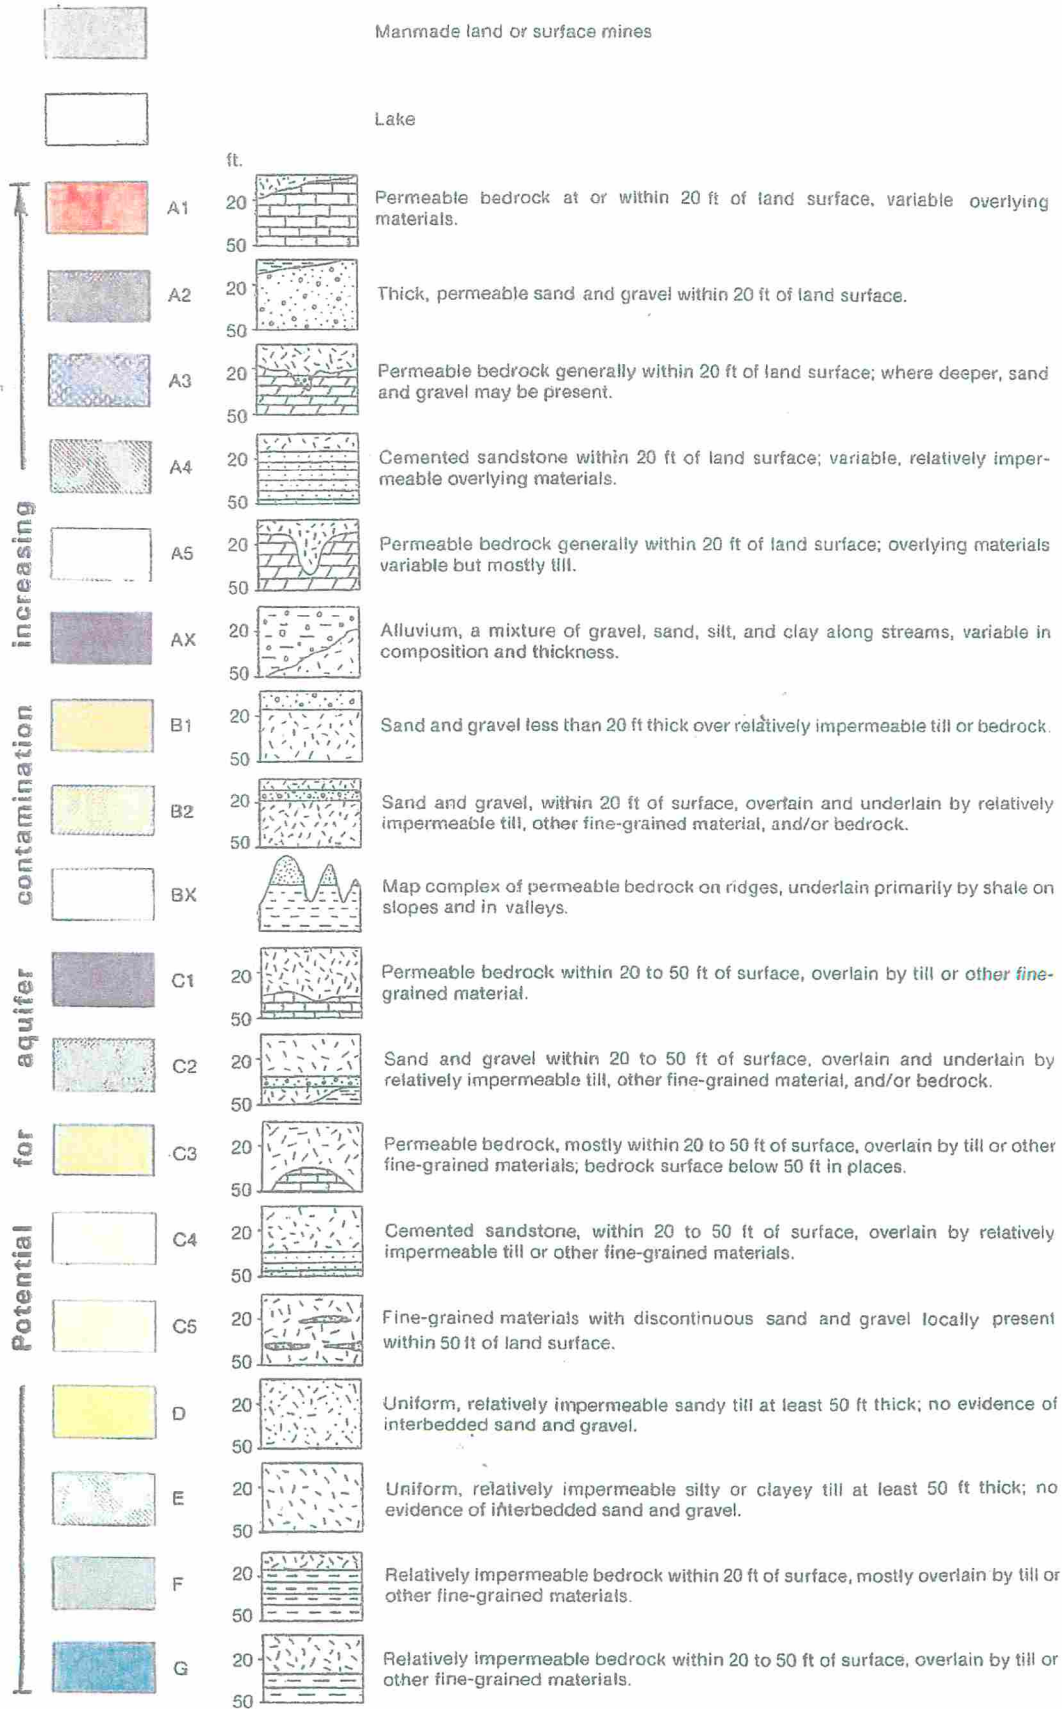 Manmade land or surface mines
Lake
ft.
A1
20
50
Permeable bedrock at or within 20 ft of land surface, variable overlying
materials.
A2
20
50
Thick, permeable sand and gravel within 20 ft of land surface.
A3
20
50
Permeable bedrock generally within 20 ft of land surface; where deeper, sand
and gravel may be present.
A4
20
50
Cemented sandstone within 20 ft of land surface; variable, relatively imper-
meable overlying materials.
A5
20
50
Permeable bedrock generally within 20 ft of land surface; overlying materials
variable but mostly till.
AX
20
50
Alluvium, a mixture of gravel, sand, silt, and clay along streams, variable in
composition and thickness.
B1
20
50
Sand and gravel less than 20 ft thick over relatively impermeable till or bedrock.
B2
20
50
Sand and gravel, within 20 ft of surface, overlain and underlain by relatively
impermeable till, other fine-grained material, and/or bedrock.
BX
Map complex of permeable bedrock on ridges, underlain primarily by shale on
slopes and in valleys.
C1
20
50
Permeable bedrock within 20 to 50 ft of surface, overlain by till or other fine-
grained material.
C2
20
50
Sand and gravel within 20 to 50 ft of surface, overlain and underlain by
relatively impermeable till, other fine-grained material, and/or bedrock.
C3
20
50
Permeable bedrock, mostly within 20 to 50 ft of surface, overlain by till or other
fine-grained materials; bedrock surface below 50 ft in places.
C4
20
50
Cemented sandstone, within 20 to 50 ft of surface, overlain by relatively
impermeable till or other fine-grained materials.
C5
20
50
Fine-grained materials with discontinuous sand and gravel locally present
within 50 ft of land surface.
D
20
50
Uniform, relatively impermeable sandy till at least 50 ft thick; no evidence of
interbedded sand and gravel.
E
20
50
Uniform, relatively impermeable silty or clayey till at least 50 ft thick; no
evidence of interbedded sand and gravel.
F
20
50
Relatively impermeable bedrock within 20 ft of surface, mostly overlain by till or
other fine-grained materials.
G
20
50
Relatively impermeable bedrock within 20 to 50 ft of surface, overlain by till or
other fine-grained materials.
Potential for aquifer contamination increasing